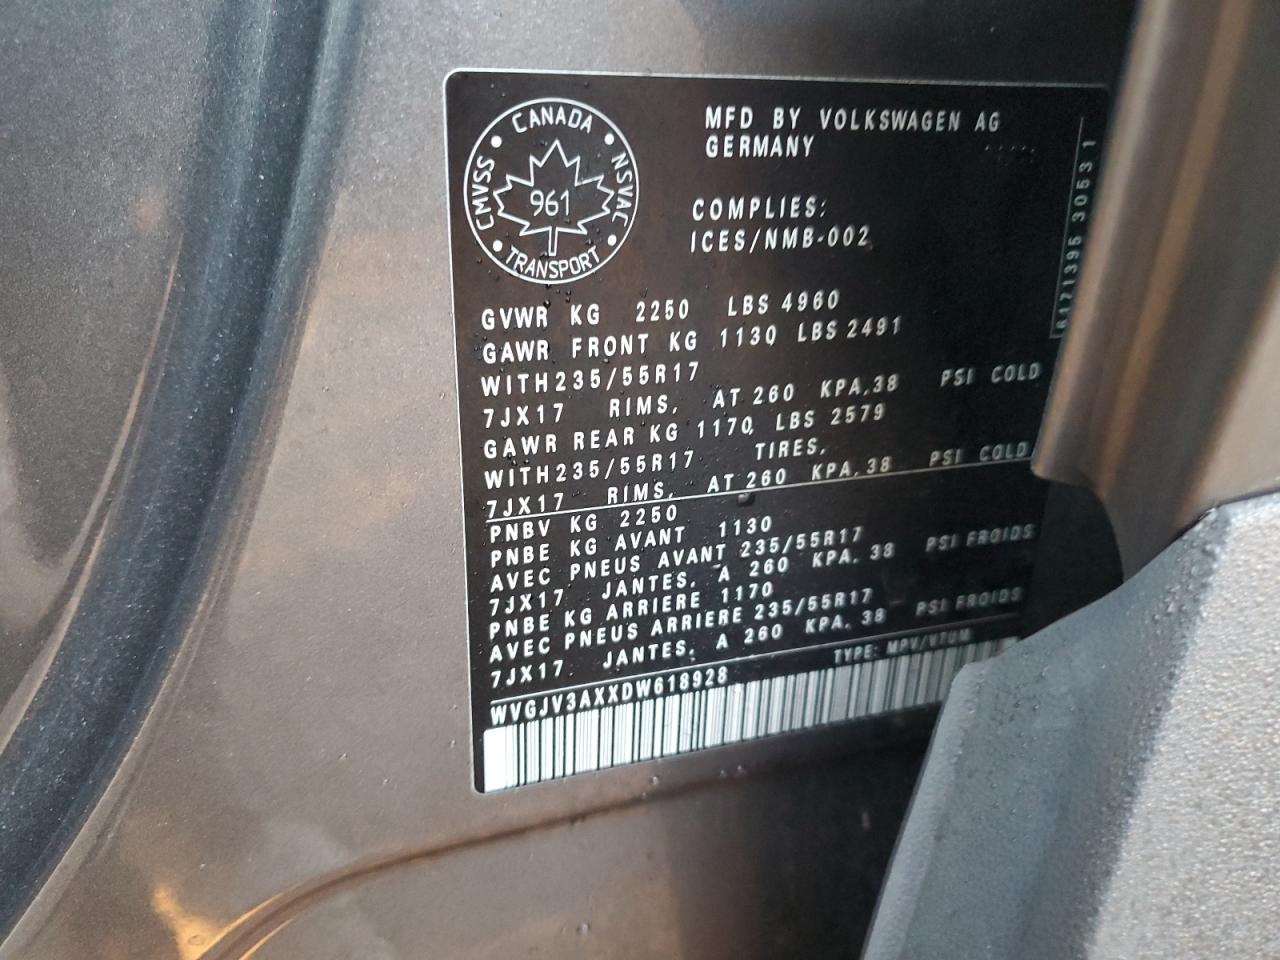 CANADA
CMVSS
NSVAC
961
TRANSPORT
MFD BY VOLKSWAGEN AG
GERMANY
COMPLIES:
ICES/NMB-002
GVWR KG 2250 LBS 4960
GAWR FRONT KG 1130 LBS 2491
WITH235/55R17
7JX17 RIMS, AT 260 KPA,38 PSI COLD
GAWR REAR KG 1170 LBS 2579
WITH235/55R17 TIRES,
7JX17 RIMS, AT 260 KPA,38 PSI COLD
PNBV KG 2250
PNBE KG AVANT 1130
AVEC PNEUS AVANT 235/55R17
7JX17 JANTES, A 260 KPA, 38 PSI FROIDS
PNBE KG ARRIERE 1170
AVEC PNEUS ARRIERE 235/55R17
7JX17 JANTES, A 260 KPA, 38 PSI FROIDS
WVGJV3AXXDW618928 TYPE: MPV/VTUM